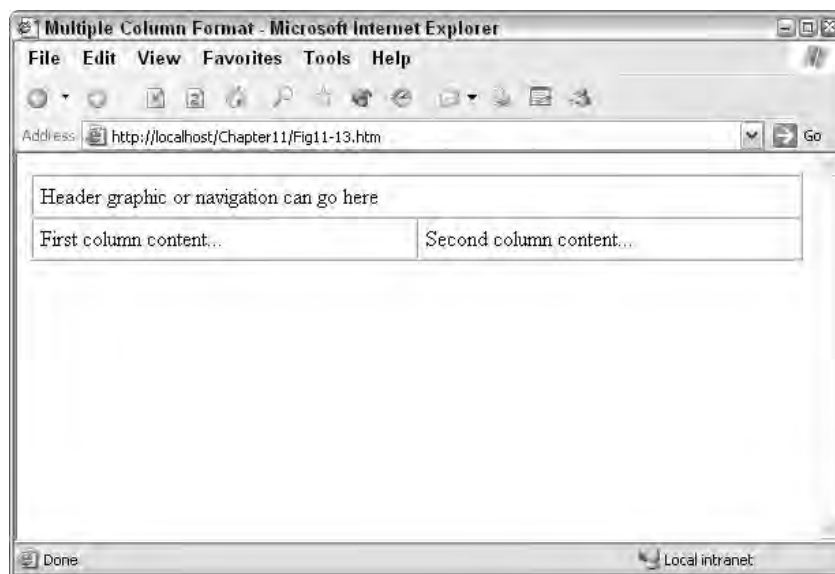 Multiple Column Format - Microsoft Internet Explorer
File Edit View Favorites Tools Help
Address http://localhost/Chapter11/Fig11-13.htm Go
Header graphic or navigation can go here
First column content... Second column content...
Done Local intranet